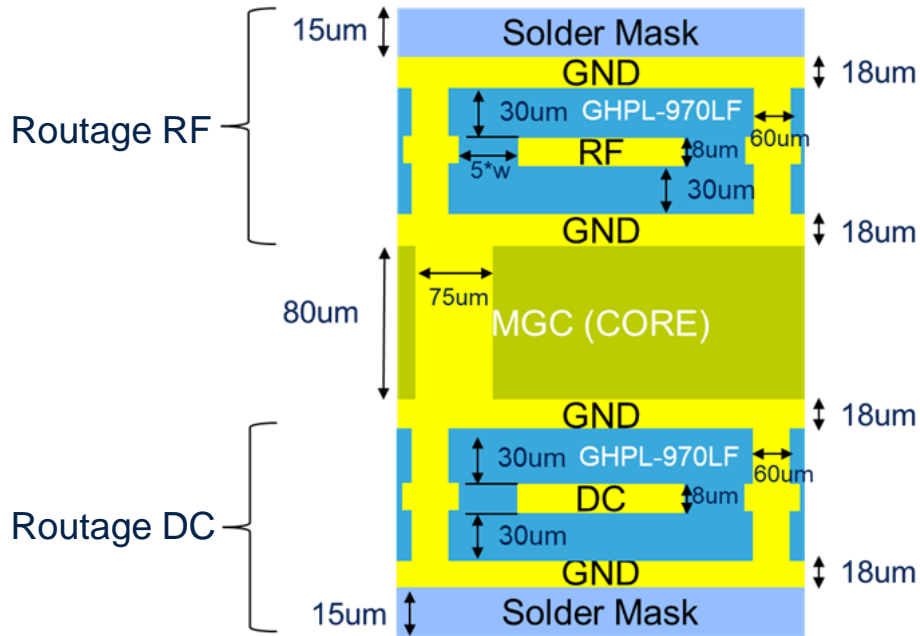 15um
Solder Mask
GND
18um
Routage RF
30um
GHPL-970LF
60um
RF
8um
5*w
30um
GND
18um
75um
80um
MGC (CORE)
GND
18um
30um
GHPL-970LF
60um
Routage DC
DC
8um
30um
GND
18um
15um
Solder Mask